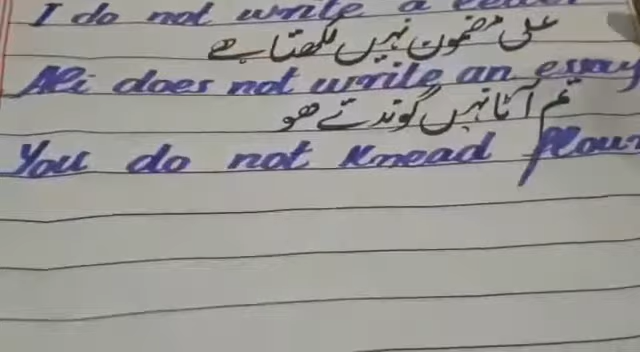 I do not write a
علی مضمون نہیں لکھتا ہے
Ali does not write an essay
تم آٹا نہیں گوندتے ھو
You do not Knead flour